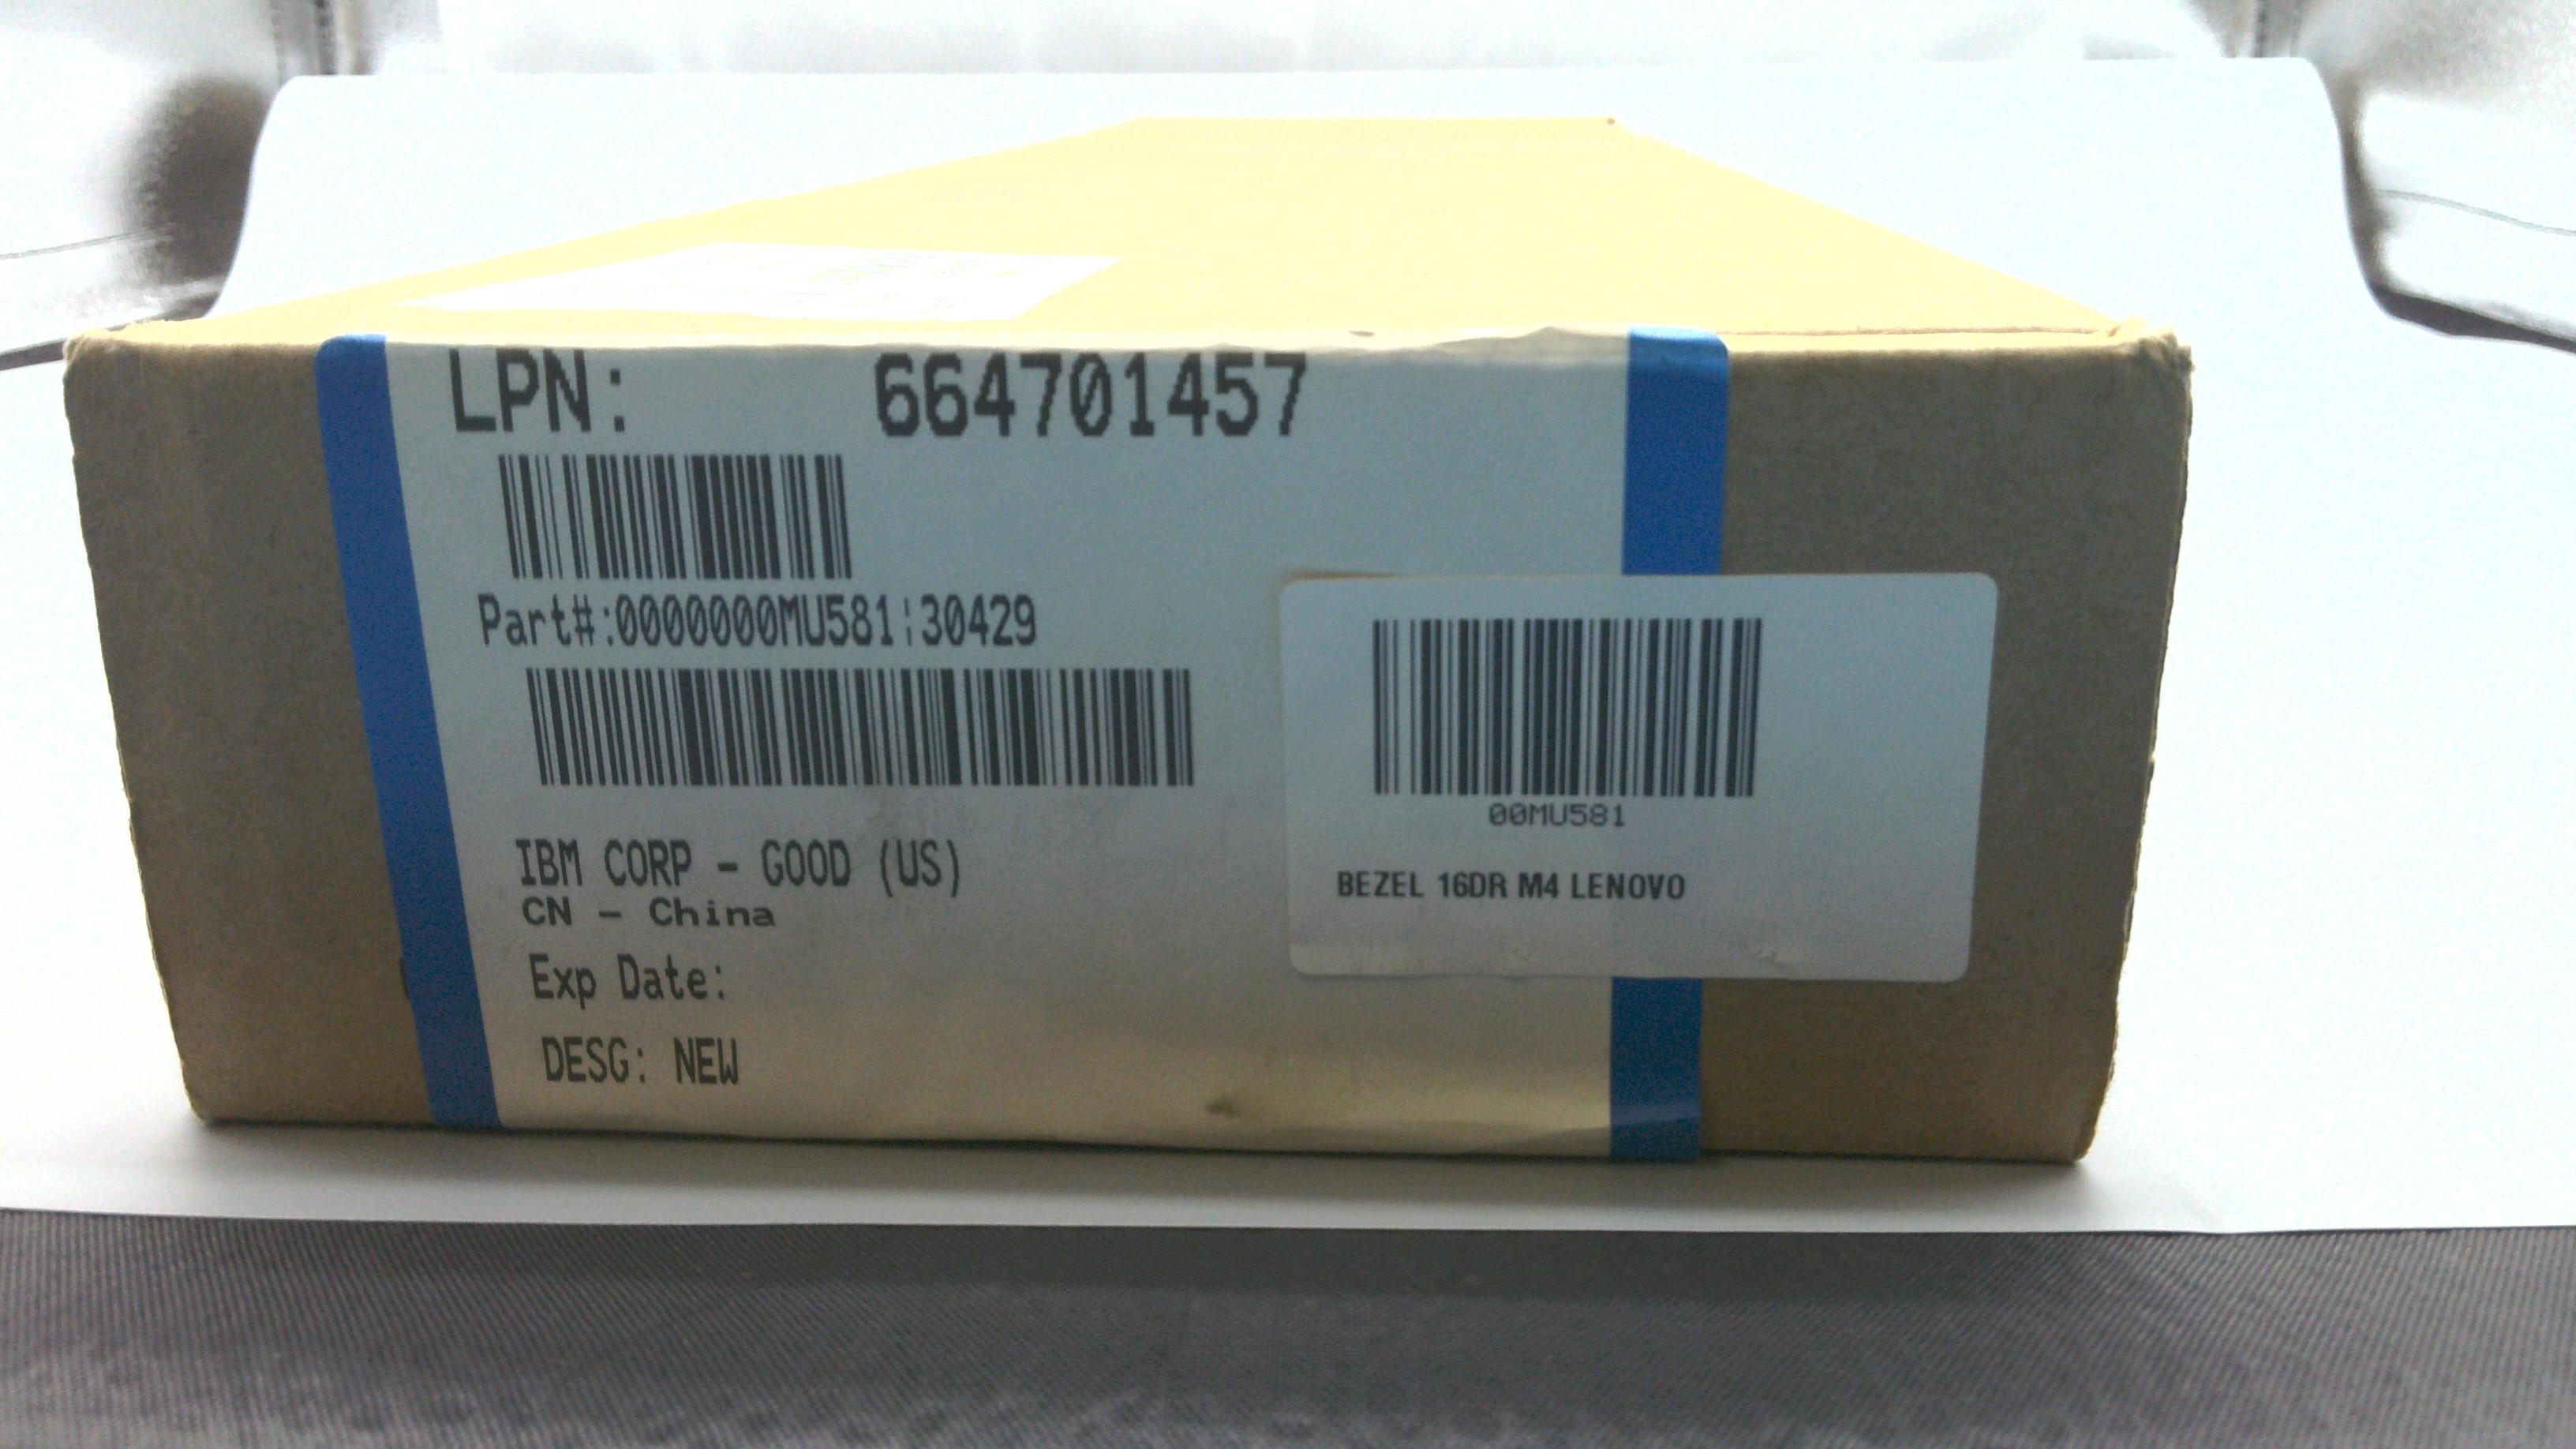 LPN: 664701457
Part#:0000000MU581:30429
IBM CORP - GOOD (US)
CN - China
Exp Date:
DESG: NEW
00MU581
BEZEL 16DR M4 LENOVO